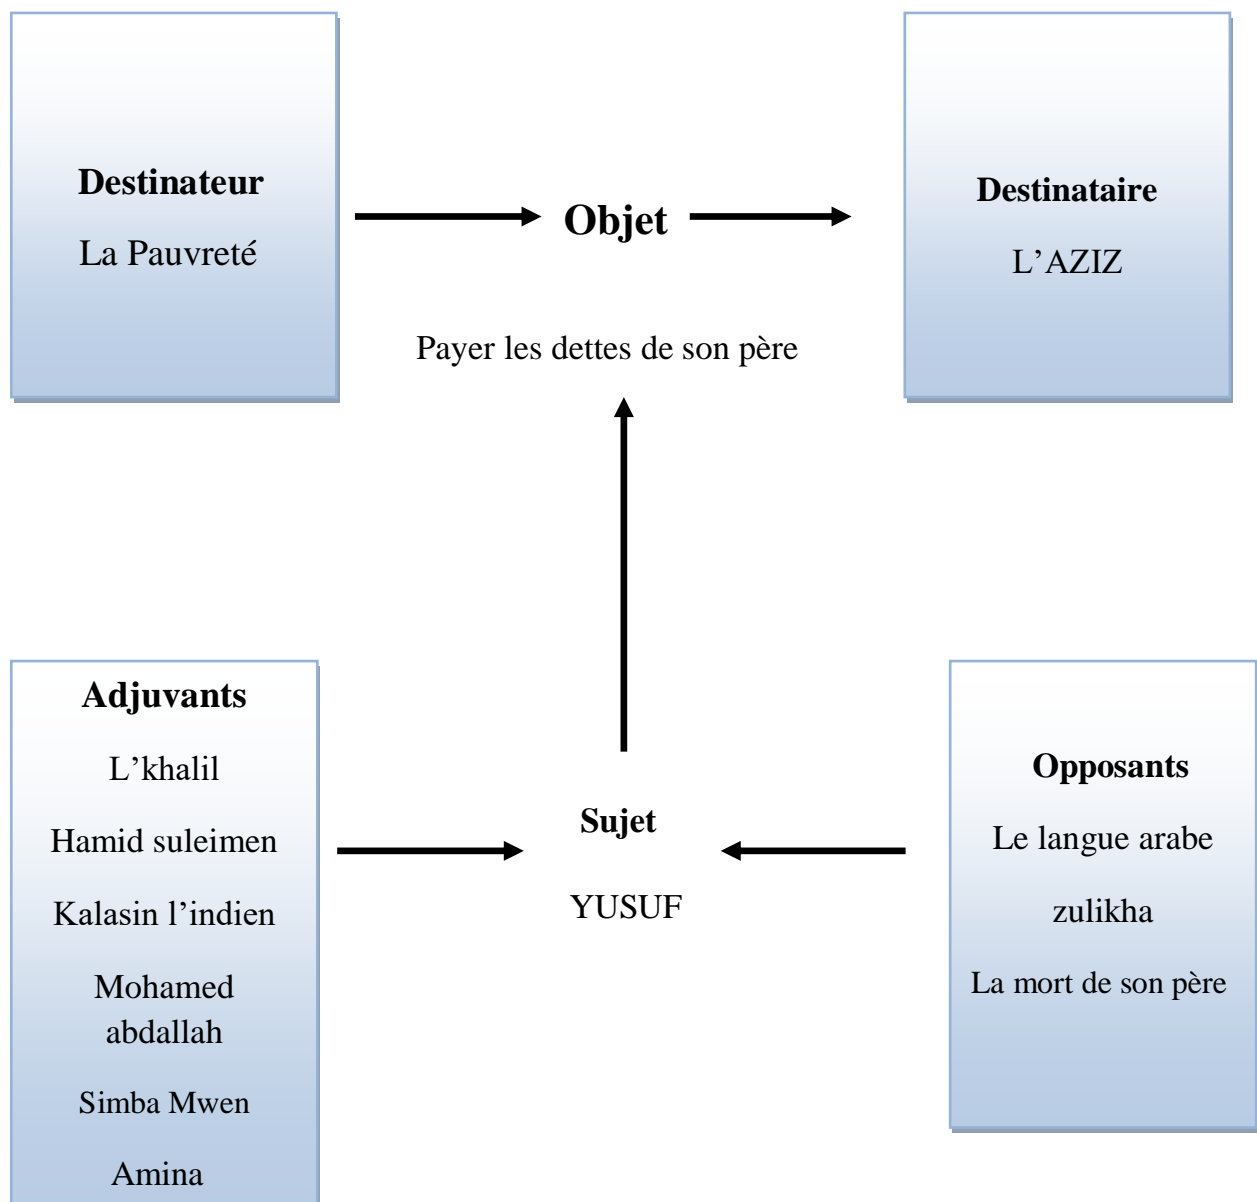 Destinateur
La Pauvreté
Objet
Destinataire
L’AZIZ
Payer les dettes de son père
Adjuvants
L’khalil
Hamid suleimen
Kalasin l’indien
Mohamed
abdallah
Simba Mwen
Amina
Sujet
YUSUF
Opposants
Le langue arabe
zulikha
La mort de son père